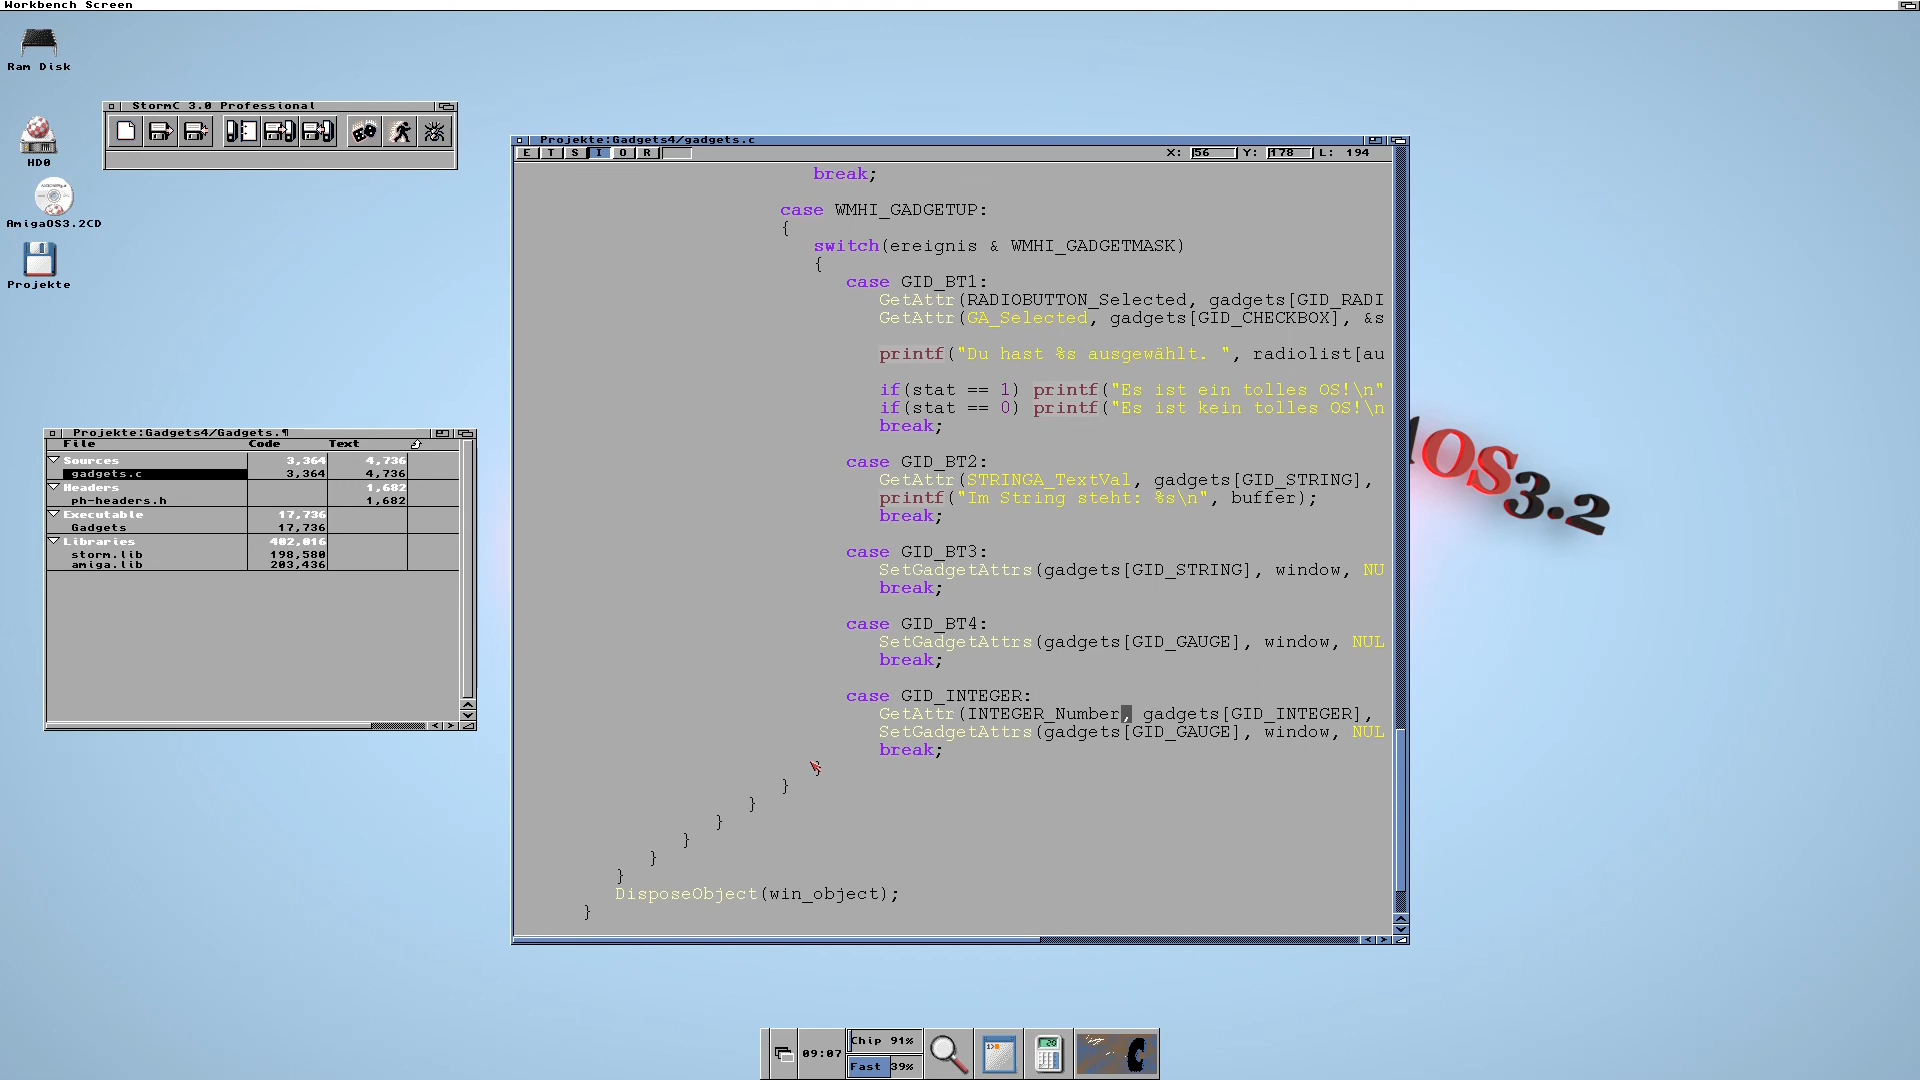 Workbench Screen
Ram Disk
StormC 3.0 Professional
HD0
AmigaOS3.2CD
Projekte
Projekte:Gadgets4/Gadgets.¶
File Code Text
Sources 3,364 4,736
gadgets.c 3,364 4,736
Headers 1,682
ph-headers.h 1,682
Executable 17,736
Gadgets 17,736
Libraries 402,016
storm.lib 198,580
amiga.lib 203,436
Projekte:Gadgets4/gadgets.c
E T S I O R X: 56 Y: 178 L: 194
break;
case WMHI_GADGETUP:
{
switch(ereignis & WMHI_GADGETMASK)
{
case GID_BT1:
GetAttr(RADIOBUTTON_Selected, gadgets[GID_RADI
GetAttr(GA_Selected, gadgets[GID_CHECKBOX], &s
printf("Du hast %s ausgewählt. ", radiolist[au
if(stat == 1) printf("Es ist ein tolles OS!\n"
if(stat == 0) printf("Es ist kein tolles OS!\n
break;
case GID_BT2:
GetAttr(STRINGA_TextVal, gadgets[GID_STRING],
printf("Im String steht: %s\n", buffer);
break;
case GID_BT3:
SetGadgetAttrs(gadgets[GID_STRING], window, NU
break;
case GID_BT4:
SetGadgetAttrs(gadgets[GID_GAUGE], window, NUL
break;
case GID_INTEGER:
GetAttr(INTEGER_Number, gadgets[GID_INTEGER],
SetGadgetAttrs(gadgets[GID_GAUGE], window, NUL
break;
}
}
}
}
}
}
}
DisposeObject(win_object);
}
OS3.2
09:07
Chip 91%
Fast 39%
C